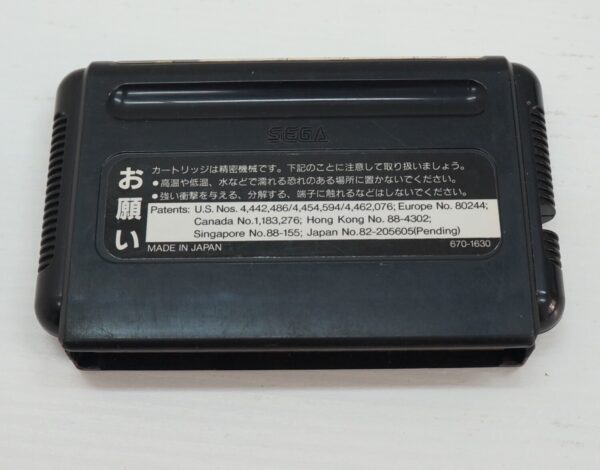 SEGA
お願い
カートリッジは精密機械です。下記のことに注意して取り扱いましょう。
●高温や低温、水などで濡れる恐れのある場所に置かないでください。
●強い衝撃を与える、分解する、端子に触れるなどはしないでください。
Patents: U.S. Nos. 4,442,486/4,454,594/4,462,076; Europe No. 80244;
Canada No.1,183,276; Hong Kong No. 88-4302;
Singapore No.88-155; Japan No.82-205605(Pending)
MADE IN JAPAN
670-1630